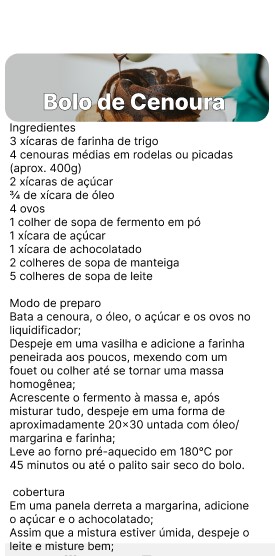 Bolo de Cenoura
Ingredientes
3 xícaras de farinha de trigo
4 cenouras médias em rodelas ou picadas
(aprox. 400g)
2 xícaras de açúcar
¾ de xícara de óleo
4 ovos
1 colher de sopa de fermento em pó
1 xícara de açúcar
1 xícara de achocolatado
2 colheres de sopa de manteiga
5 colheres de sopa de leite
Modo de preparo
Bata a cenoura, o óleo, o açúcar e os ovos no
liquidificador;
Despeje em uma vasilha e adicione a farinha
peneirada aos poucos, mexendo com um
fouet ou colher até se tornar uma massa
homogênea;
Acrescente o fermento à massa e, após
misturar tudo, despeje em uma forma de
aproximadamente 20×30 untada com óleo/
margarina e farinha;
Leve ao forno pré-aquecido em 180°C por
45 minutos ou até o palito sair seco do bolo.
cobertura
Em uma panela derreta a margarina, adicione
o açúcar e o achocolatado;
Assim que a mistura estiver úmida, despeje o
leite e misture bem;